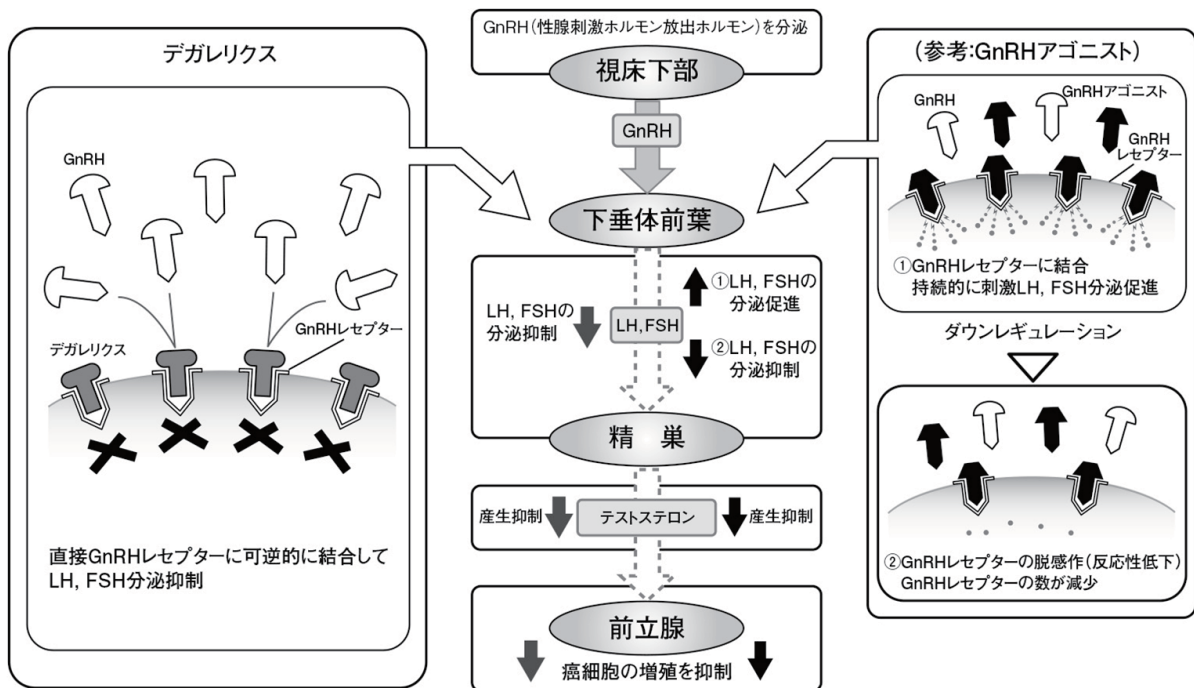 デガレリクス
GnRH
デガレリクス
GnRHレセプター
直接GnRHレセプターに可逆的に結合して
LH, FSH分泌抑制
GnRH(性腺刺激ホルモン放出ホルモン)を分泌
視床下部
GnRH
下垂体前葉
LH, FSHの
分泌抑制
LH,FSH
①LH, FSHの
分泌促進
②LH, FSHの
分泌抑制
精 巣
産生抑制
テストステロン
産生抑制
前立腺
癌細胞の増殖を抑制
(参考:GnRHアゴニスト)
GnRH
GnRHアゴニスト
GnRH
レセプター
①GnRHレセプターに結合
持続的に刺激LH, FSH分泌促進
ダウンレギュレーション
②GnRHレセプターの脱感作(反応性低下)
GnRHレセプターの数が減少